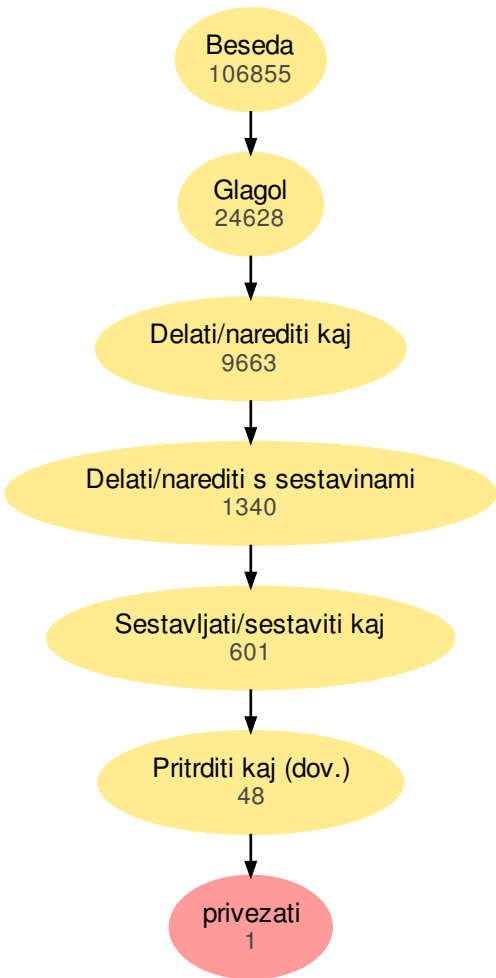 Beseda
106855
Glagol
24628
Delati/narediti kaj
9663
Delati/narediti s sestavinami
1340
Sestavljati/sestaviti kaj
601
Pritrditi kaj (dov.)
48
privezati
1